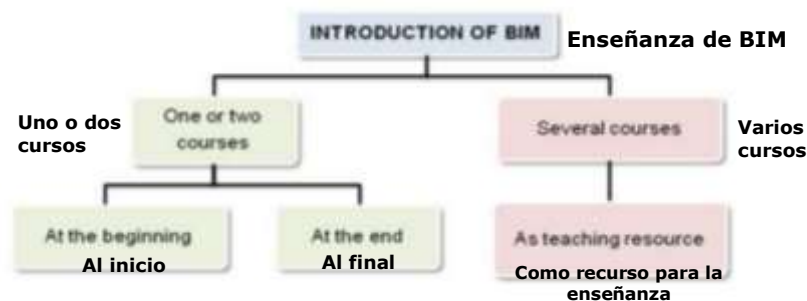 INTRODUCTION OF BIM
Enseñanza de BIM
Uno o dos
cursos
One or two
courses
Several courses
Varios
cursos
At the beginning
Al inicio
At the end
Al final
As teaching resource
Como recurso para la
enseñanza